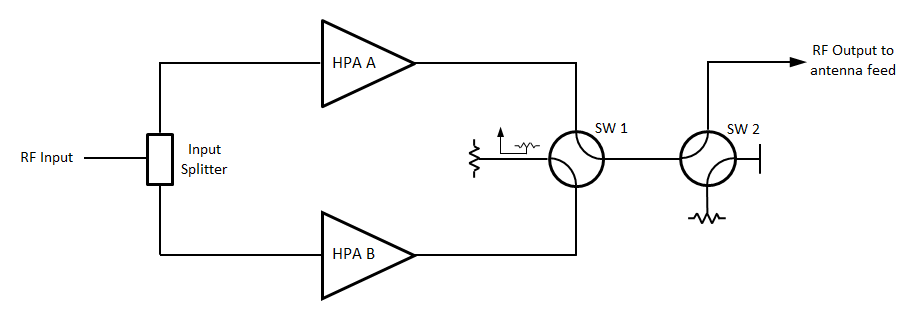 HPA A
RF Output to
antenna feed
SW 1
SW 2
RF Input
Input
Splitter
HPA B